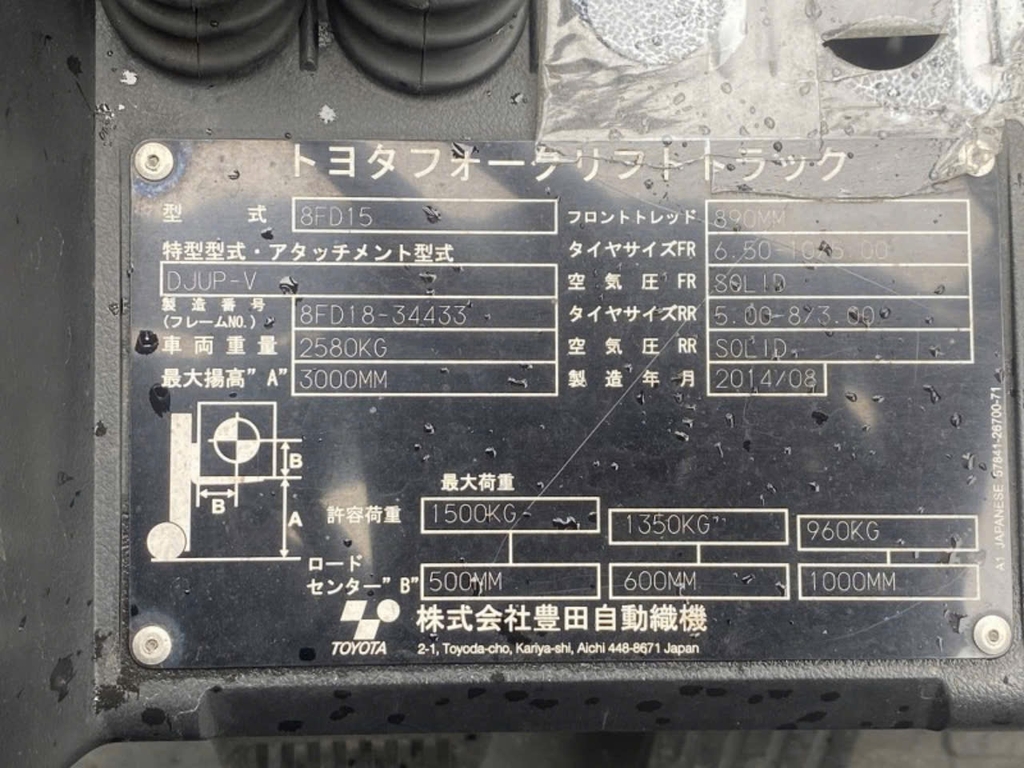 トヨタフォークリフトトラック
型式 8FD15
フロントトレッド 890MM
特型型式・アタッチメント型式
タイヤサイズFR 6.50-10/5.00
DJUP-V
空気圧FR SOLID
製造番号
(フレームNO.) 8FD18-34433
タイヤサイズRR 5.00-8/3.00
車両重量 2580KG
空気圧RR SOLID
最大揚高"A" 3000MM
製造年月 2014/08
B
B
A
最大荷重
許容荷重 1500KG 1350KG 960KG
ロード
センター"B" 500MM 600MM 1000MM
TOYOTA
株式会社豊田自動織機
2-1, Toyoda-cho, Kariya-shi, Aichi 448-8671 Japan
A1 JAPANESE 57841-26700-71